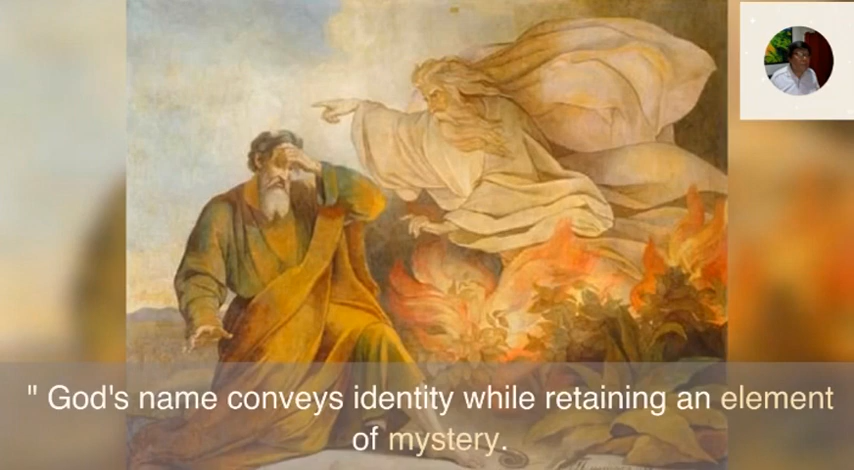 " God's name conveys identity while retaining an element
of mystery.